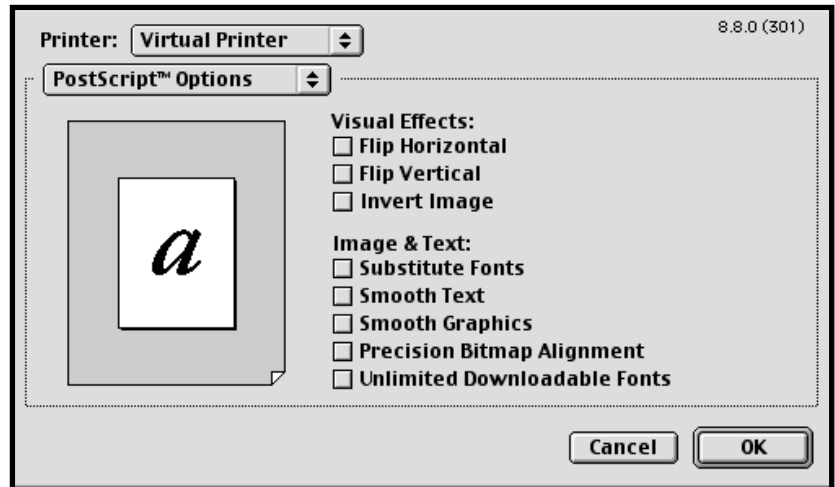 8.8.0 (301)
Printer: Virtual Printer
PostScript™ Options
Visual Effects:
Flip Horizontal
Flip Vertical
Invert Image
a
Image & Text:
Substitute Fonts
Smooth Text
Smooth Graphics
Precision Bitmap Alignment
Unlimited Downloadable Fonts
Cancel OK